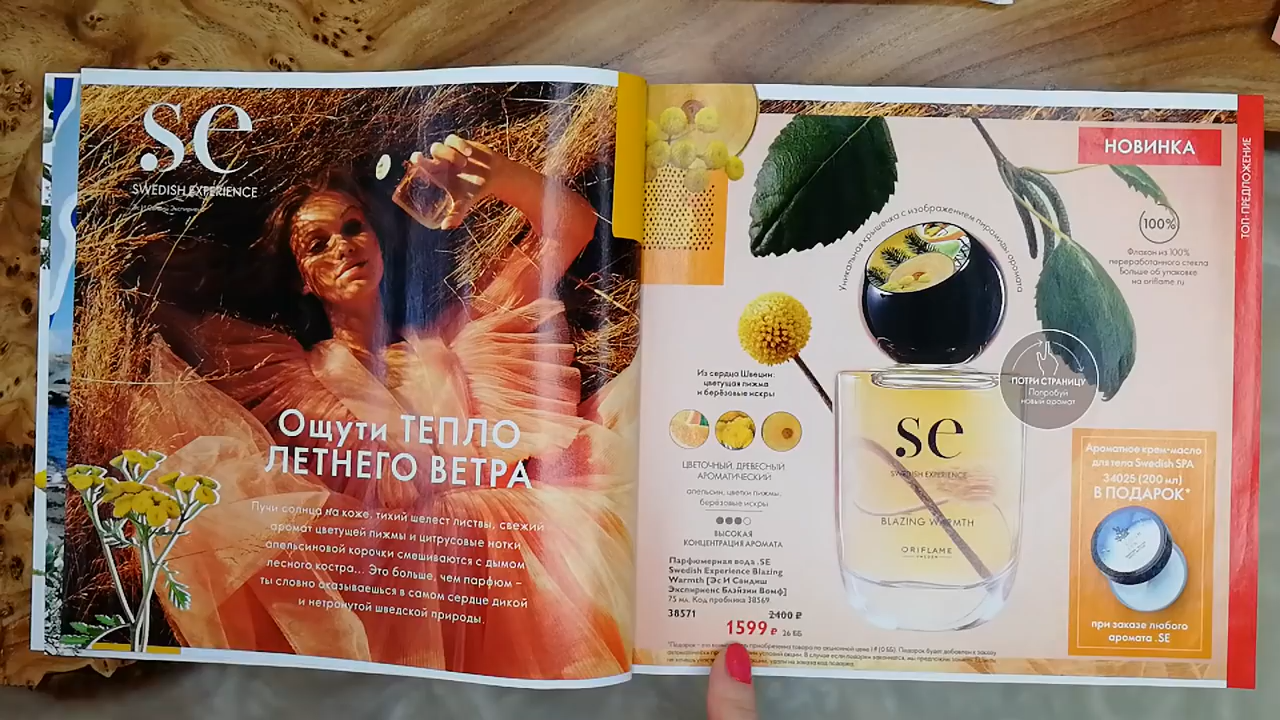 se
SWEDISH EXPERIENCE
Ощути ТЕПЛО
ЛЕТНЕГО ВЕТРА
Лучи солнца на коже, тихий шелест листвы, свежий
аромат цветущей пижмы и цитрусовые нотки
апельсиновой корочки смешиваются с дымом
лесного костра... Это больше, чем парфюм –
ты словно оказываешься в самом сердце дикой
и нетронутой шведской природы.
НОВИНКА
ТОП-ПРЕДЛОЖЕНИЕ
100%
Флакон из 100%
переработанного стекла
Больше об упаковке
на oriflame.ru
Уникальная крышечка с изображением пирамиды аромата
ПОТРИ СТРАНИЦУ
Попробуй
новый аромат
Из сердца Швеции:
цветущая пижма
и берёзовые искры
ЦВЕТОЧНЫЙ, ДРЕВЕСНЫЙ
АРОМАТИЧЕСКИЙ
апельсин, цветки пижмы,
берёзовые искры
ВЫСОКАЯ
КОНЦЕНТРАЦИЯ АРОМАТА
se
SWEDISH EXPERIENCE
BLAZING WARMTH
ORIFLAME
SWEDEN
Парфюмерная вода .SE
Swedish Experience Blazing
Warmth [Эс И Свидиш
Экспириенс Блэйзин Вомф]
75 мл. Код пробника 38569
38571 2400 ₽
1599 ₽ 26 ББ
Ароматное крем-масло
для тела Swedish SPA
34025 (200 мл)
В ПОДАРОК*
при заказе любого
аромата .SE